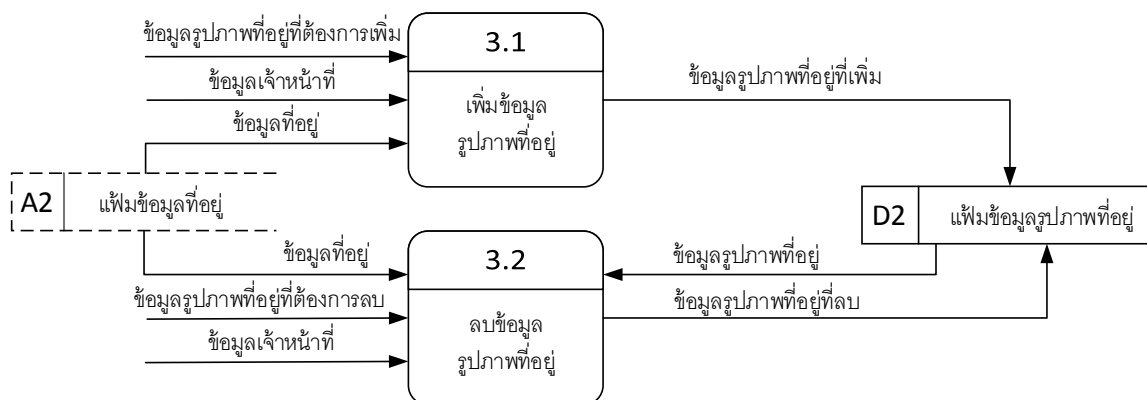 ข้อมูลรูปภาพที่อยู่ที่ต้องการเพิ่ม
3.1
ข้อมูลเจ้าหน้าที่
ข้อมูลรูปภาพที่อยู่ที่เพิ่ม
เพิ่มข้อมูล
ข้อมูลที่อยู่
รูปภาพที่อยู่
A2
แฟ้มข้อมูลที่อยู่
D2
แฟ้มข้อมูลรูปภาพที่อยู่
ข้อมูลที่อยู่
3.2
ข้อมูลรูปภาพที่อยู่
ข้อมูลรูปภาพที่อยู่ที่ต้องการลบ
ข้อมูลรูปภาพที่อยู่ที่ลบ
ลบข้อมูล
ข้อมูลเจ้าหน้าที่
รูปภาพที่อยู่